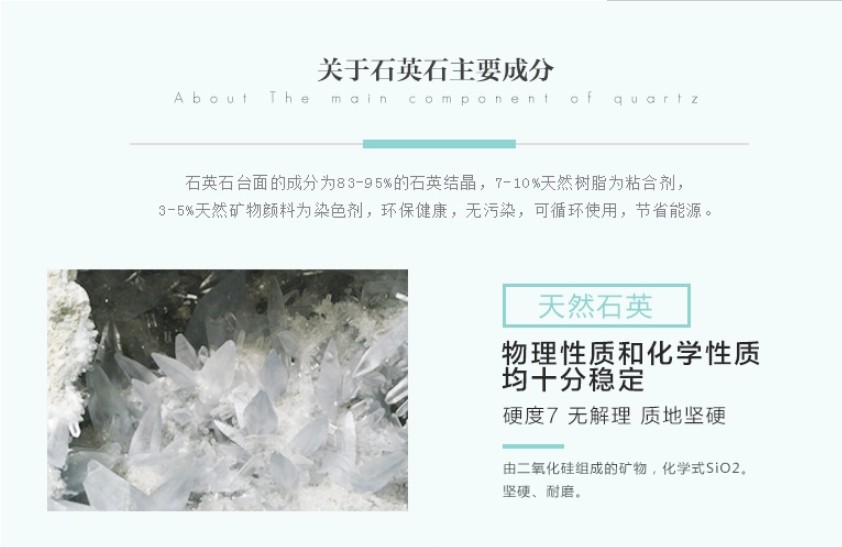 关于石英石主要成分
About The main component of quartz
石英石台面的成分为83-95%的石英结晶，7-10%天然树脂为粘合剂，
3-5%天然矿物颜料为染色剂，环保健康，无污染，可循环使用，节省能源。
天然石英
物理性质和化学性质
均十分稳定
硬度7 无解理 质地坚硬
由二氧化硅组成的矿物，化学式SiO2。
坚硬、耐磨。